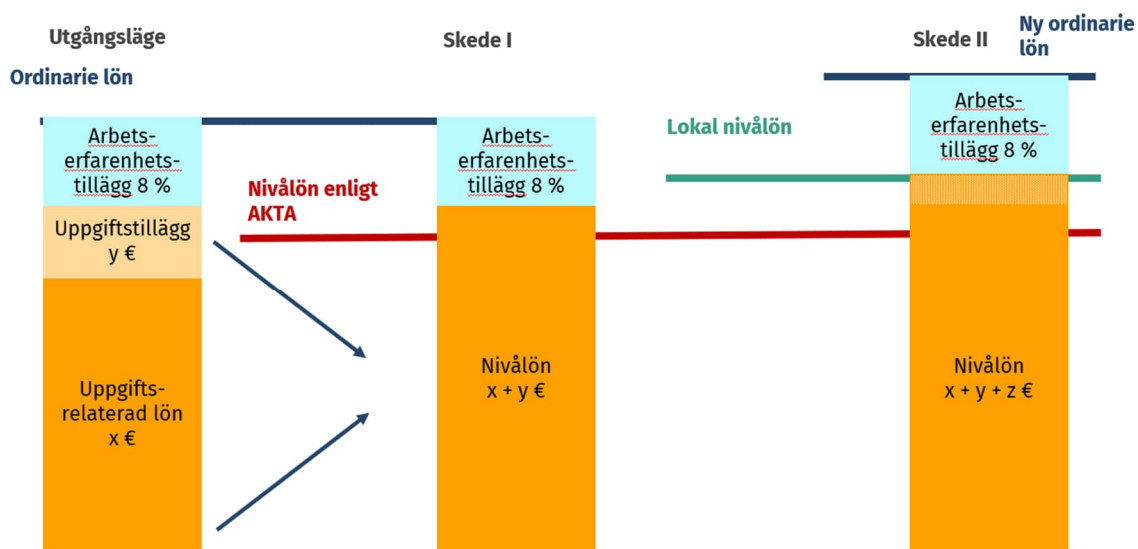 Utgångsläge
Skede I
Skede II
Ny ordinarie
lön
Ordinarie lön
Arbets-
erfarenhets-
tillägg 8 %
Uppgiftstillägg
y €
Uppgifts-
relaterad lön
x €
Nivålön enligt
AKTA
Arbets-
erfarenhets-
tillägg 8 %
Nivålön
x + y €
Lokal nivålön
Arbets-
erfarenhets-
tillägg 8 %
Nivålön
x + y + z €